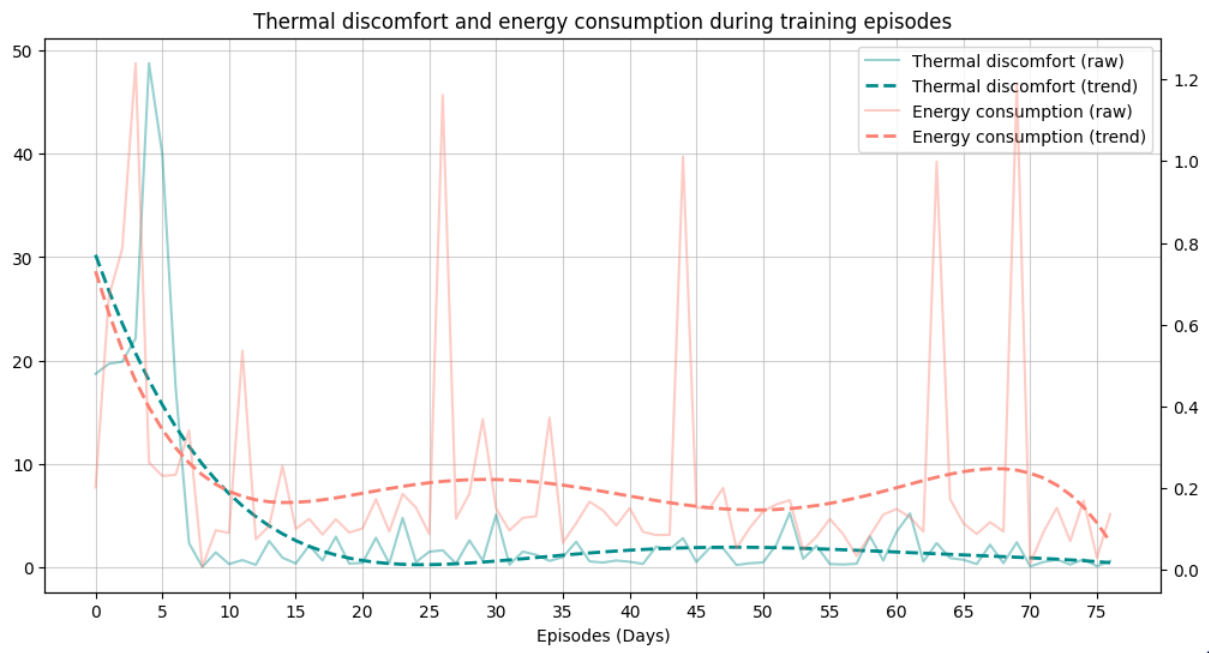 Thermal discomfort and energy consumption during training episodes
50
40
30
20
10
0
1.2
1.0
0.8
0.6
0.4
0.2
0.0
Thermal discomfort (raw)
Thermal discomfort (trend)
Energy consumption (raw)
Energy consumption (trend)
0 5 10 15 20 25 30 35 40 45 50 55 60 65 70 75
Episodes (Days)